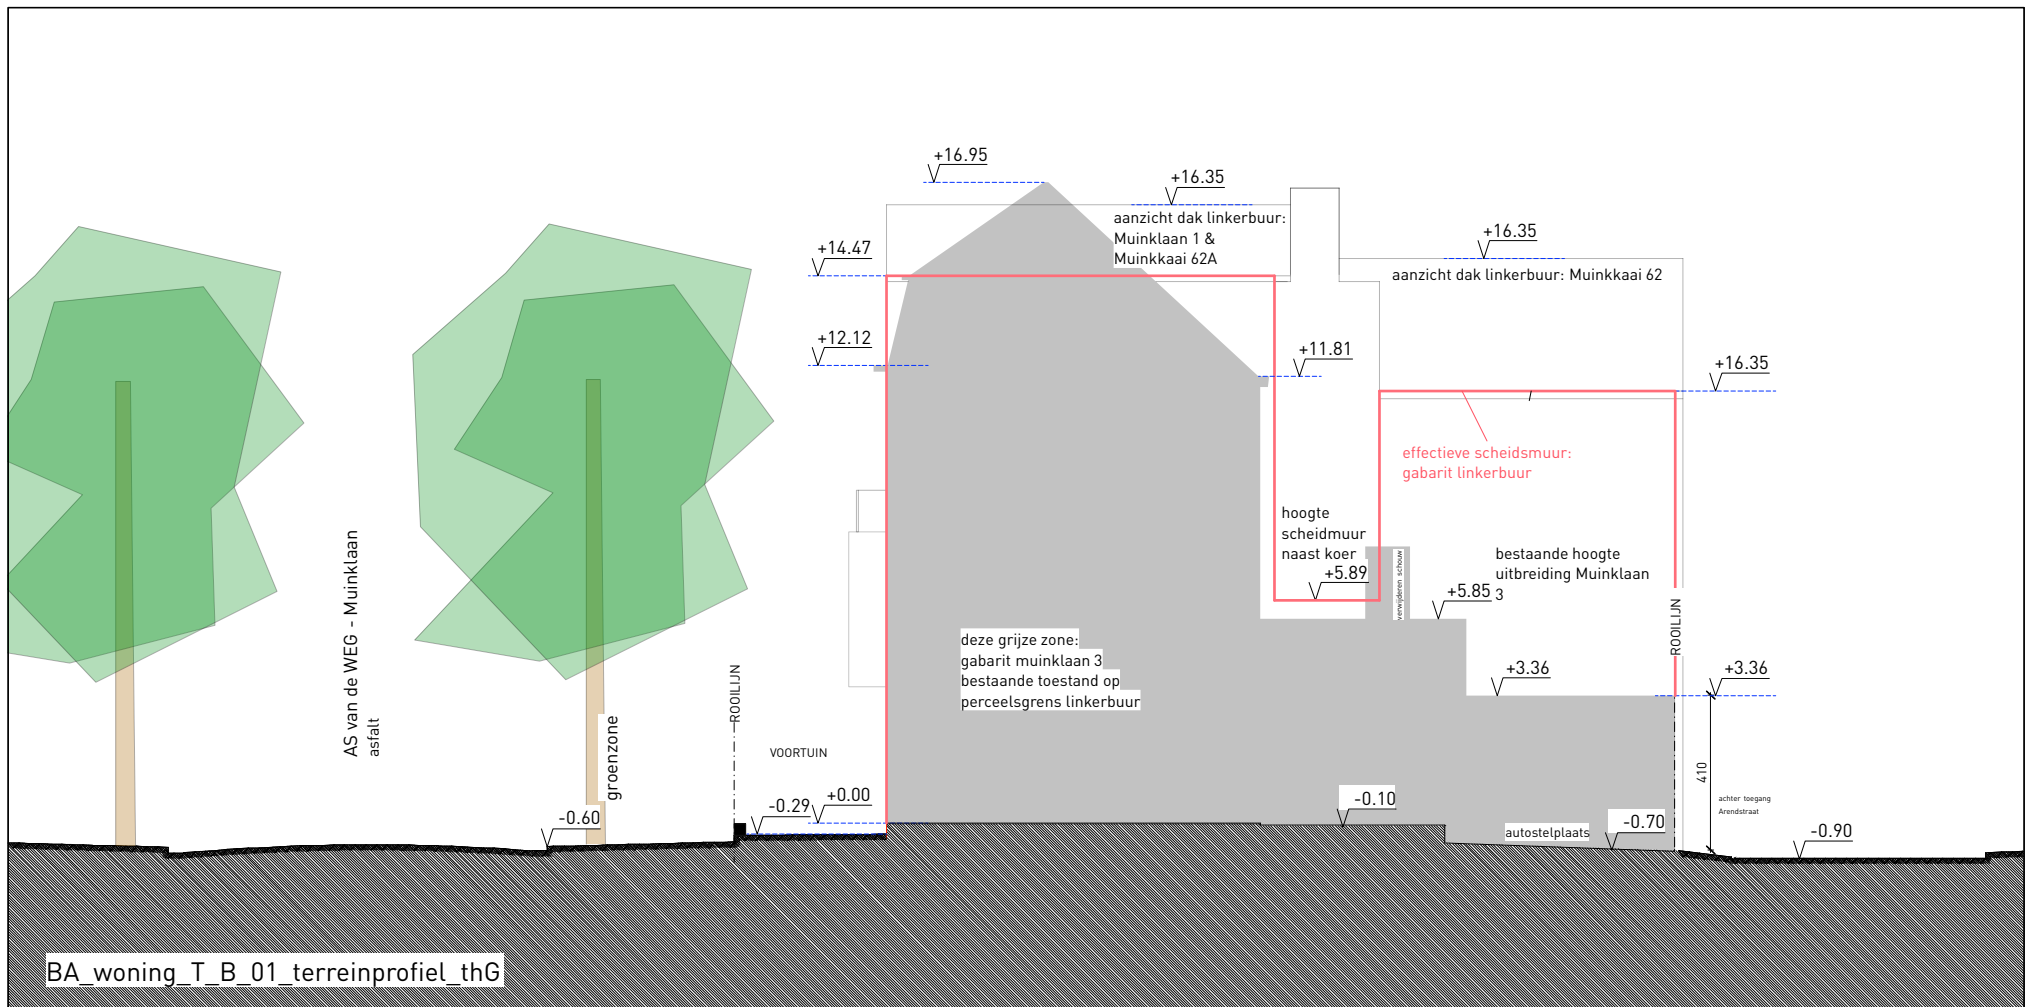 +16.95
+16.35
aanzicht dak linkerbuur:
Muinklaan 1 &
Muinkkaai 62A
+14.47
+16.35
aanzicht dak linkerbuur: Muinkkaai 62
+12.12
+11.81
+16.35
effectieve scheidsmuur:
gabarit linkerbuur
hoogte
scheidmuur
naast koer
+5.89
verwijderen schouw
bestaande hoogte
uitbreiding Muinklaan
3
+5.85
ROOILIJN
deze grijze zone:
gabarit muinklaan 3
bestaande toestand op
perceelsgrens linkerbuur
+3.36
+3.36
AS van de WEG - Muinklaan
asfalt
groenzone
ROOILIJN
VOORTUIN
410
achter toegang
Arendstraat
-0.60
-0.29
+0.00
-0.10
autostelplaats
-0.70
-0.90
BA_woning_T_B_01_terreinprofiel_thG